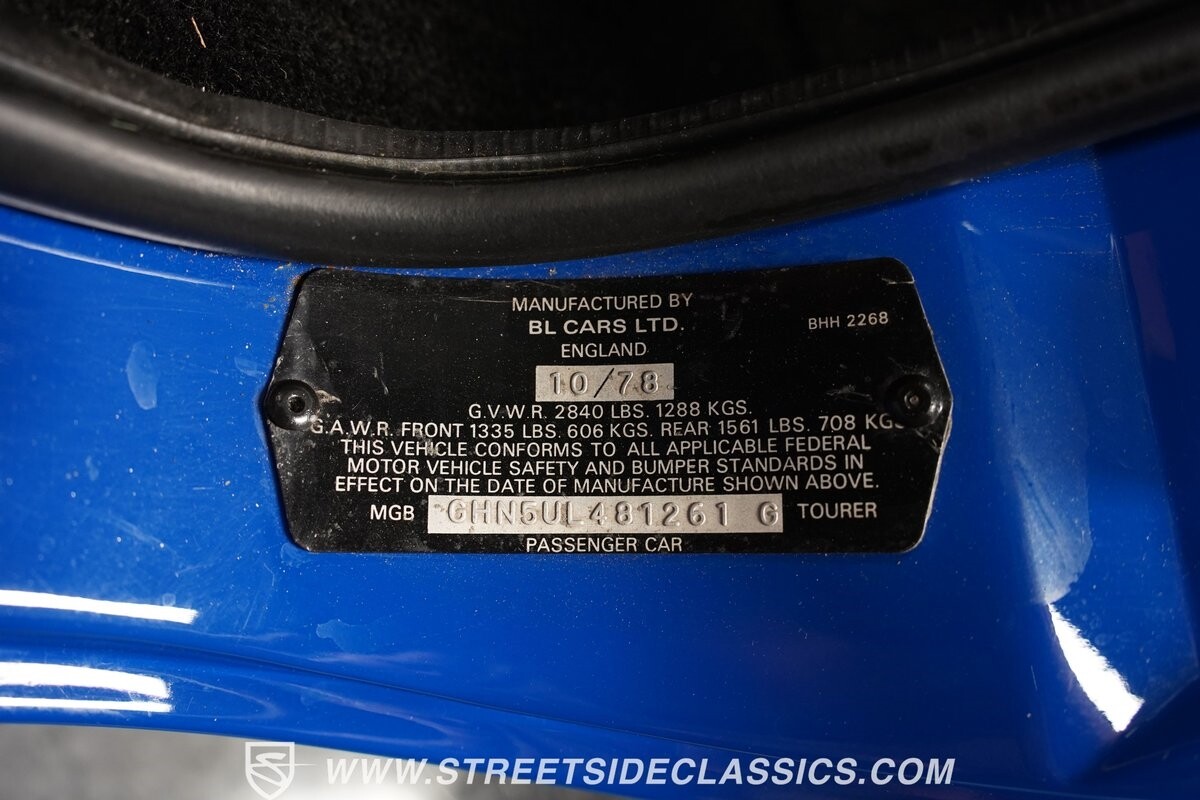 MANUFACTURED BY
BL CARS LTD.
BHH 2268
ENGLAND
10/78
G.V.W.R. 2840 LBS. 1288 KGS.
G.A.W.R. FRONT 1335 LBS. 606 KGS. REAR 1561 LBS. 708 KGS
THIS VEHICLE CONFORMS TO ALL APPLICABLE FEDERAL
MOTOR VEHICLE SAFETY AND BUMPER STANDARDS IN
EFFECT ON THE DATE OF MANUFACTURE SHOWN ABOVE.
MGB GHN5UL481261 G TOURER
PASSENGER CAR
WWW.STREETSIDECLASSICS.COM